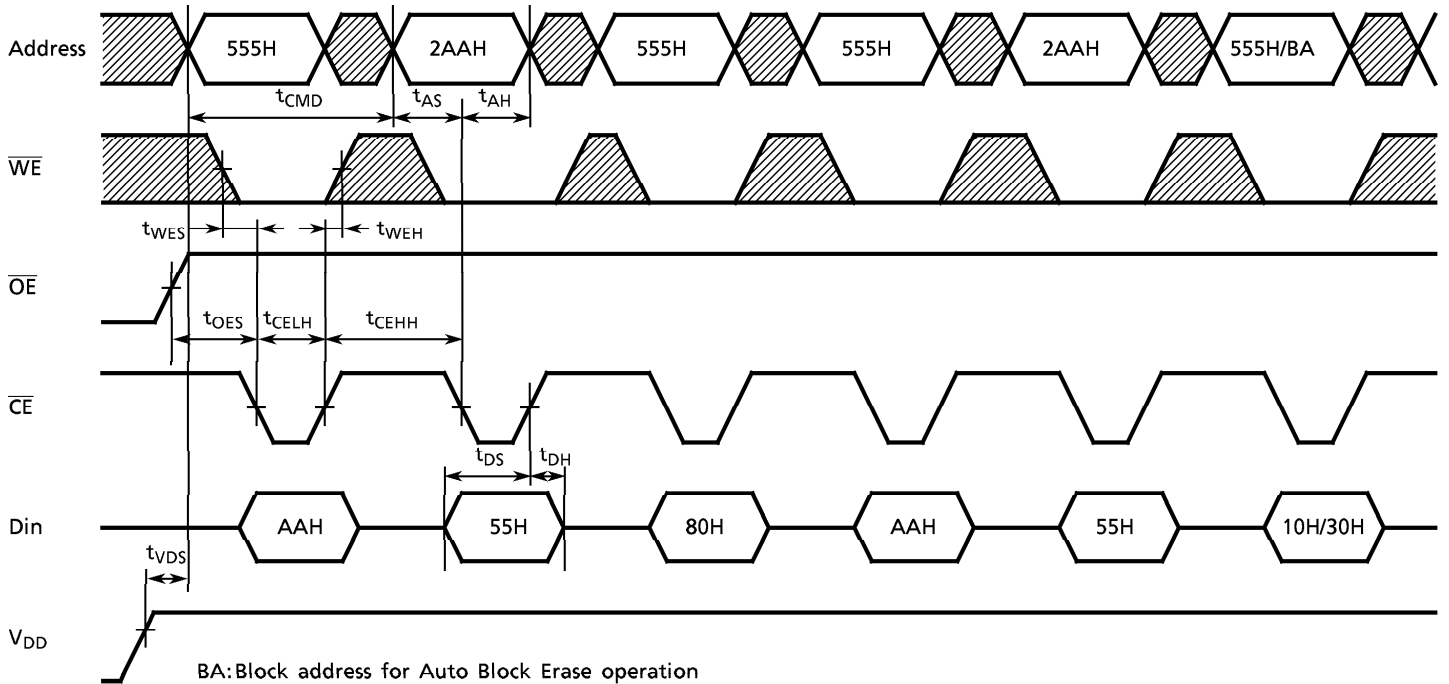 Address 555H 2AAH 555H 555H 2AAH 555H/BA
tCMD tAS tAH
WE
tWES tWEH
OE
tOES tCELH tCEHH
CE
tDS tDH
Din AAH 55H 80H AAH 55H 10H/30H
tVDS
VDD
BA: Block address for Auto Block Erase operation